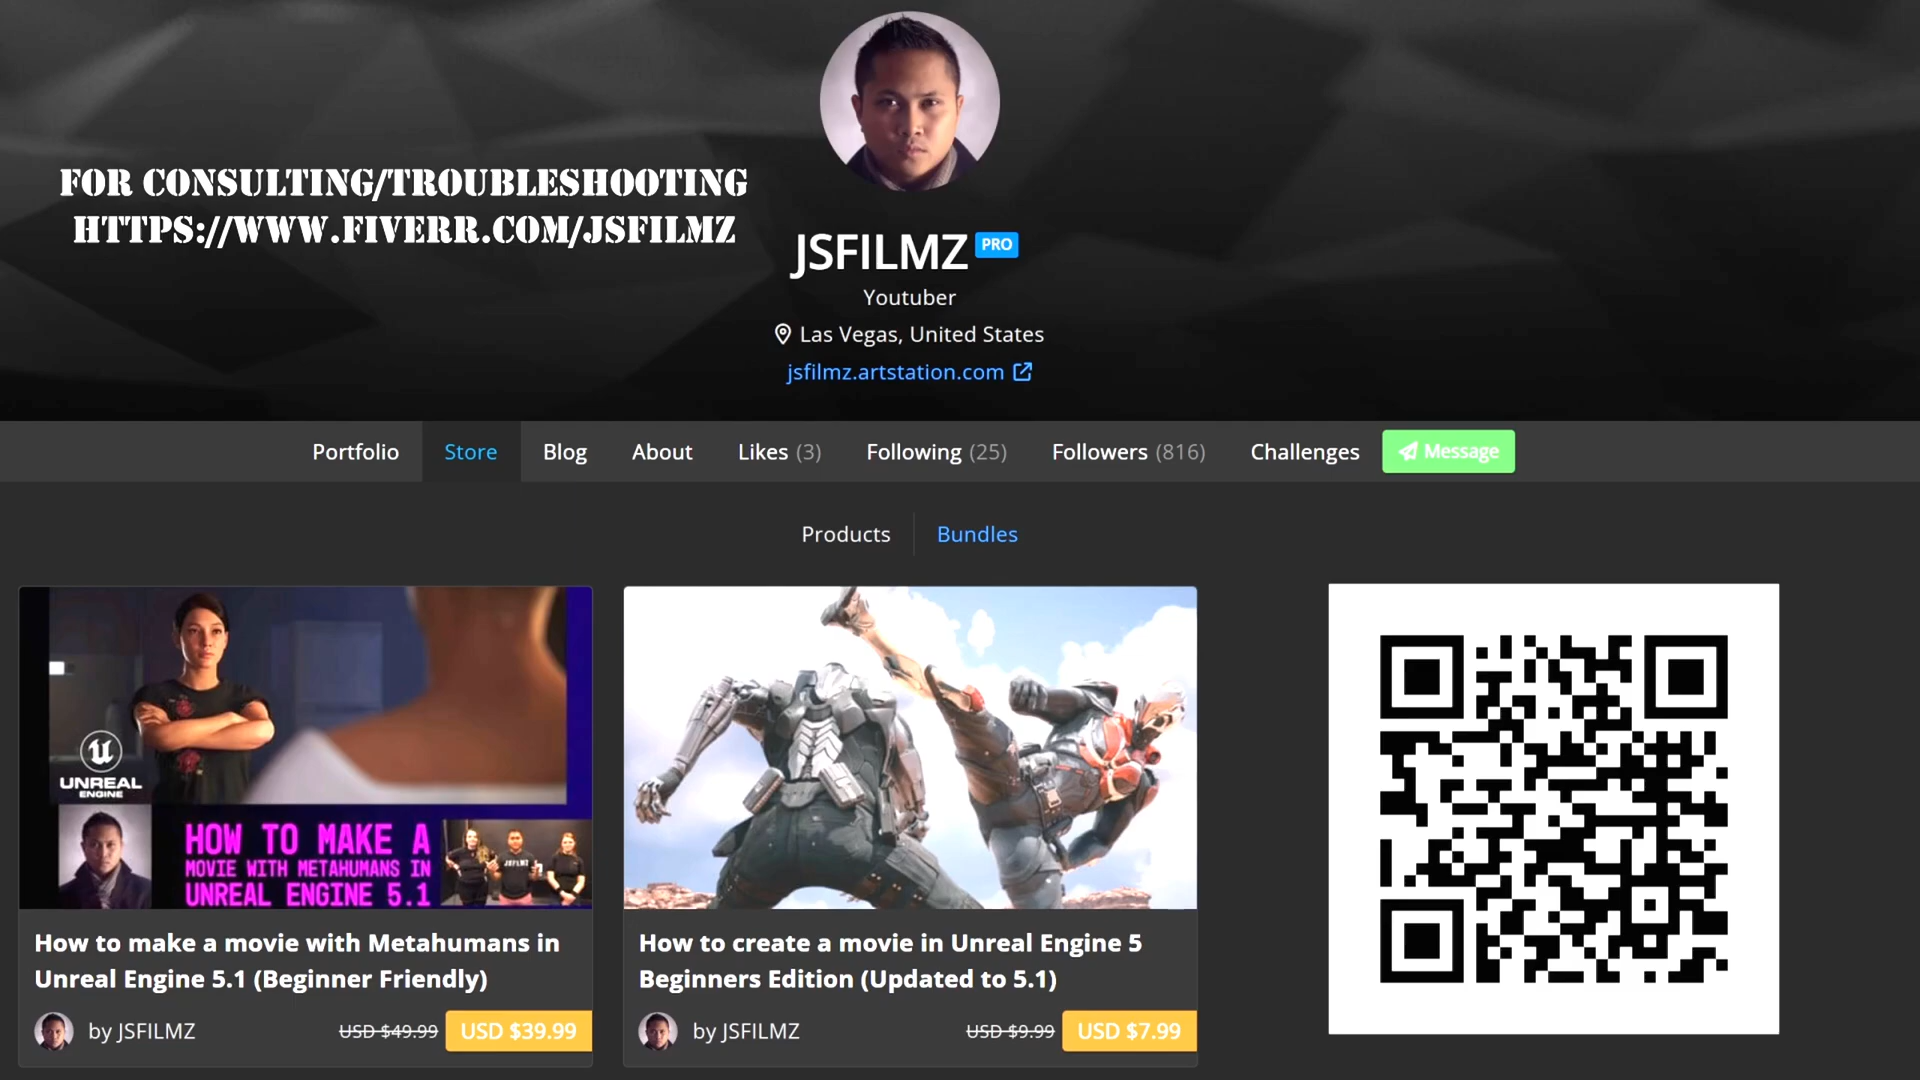 FOR CONSULTING/TROUBLESHOOTING
HTTPS://WWW.FIVERR.COM/JSFILMZ
JSFILMZ PRO
Youtuber
Las Vegas, United States
jsfilmz.artstation.com
Portfolio Store Blog About Likes (3) Following (25) Followers (816) Challenges Message
Products Bundles
UNREAL
ENGINE
HOW TO MAKE A
MOVIE WITH METAHUMANS IN
UNREAL ENGINE 5.1
JSFILMZ
How to make a movie with Metahumans in
Unreal Engine 5.1 (Beginner Friendly)
by JSFILMZ USD $49.99 USD $39.99
How to create a movie in Unreal Engine 5
Beginners Edition (Updated to 5.1)
by JSFILMZ USD $9.99 USD $7.99